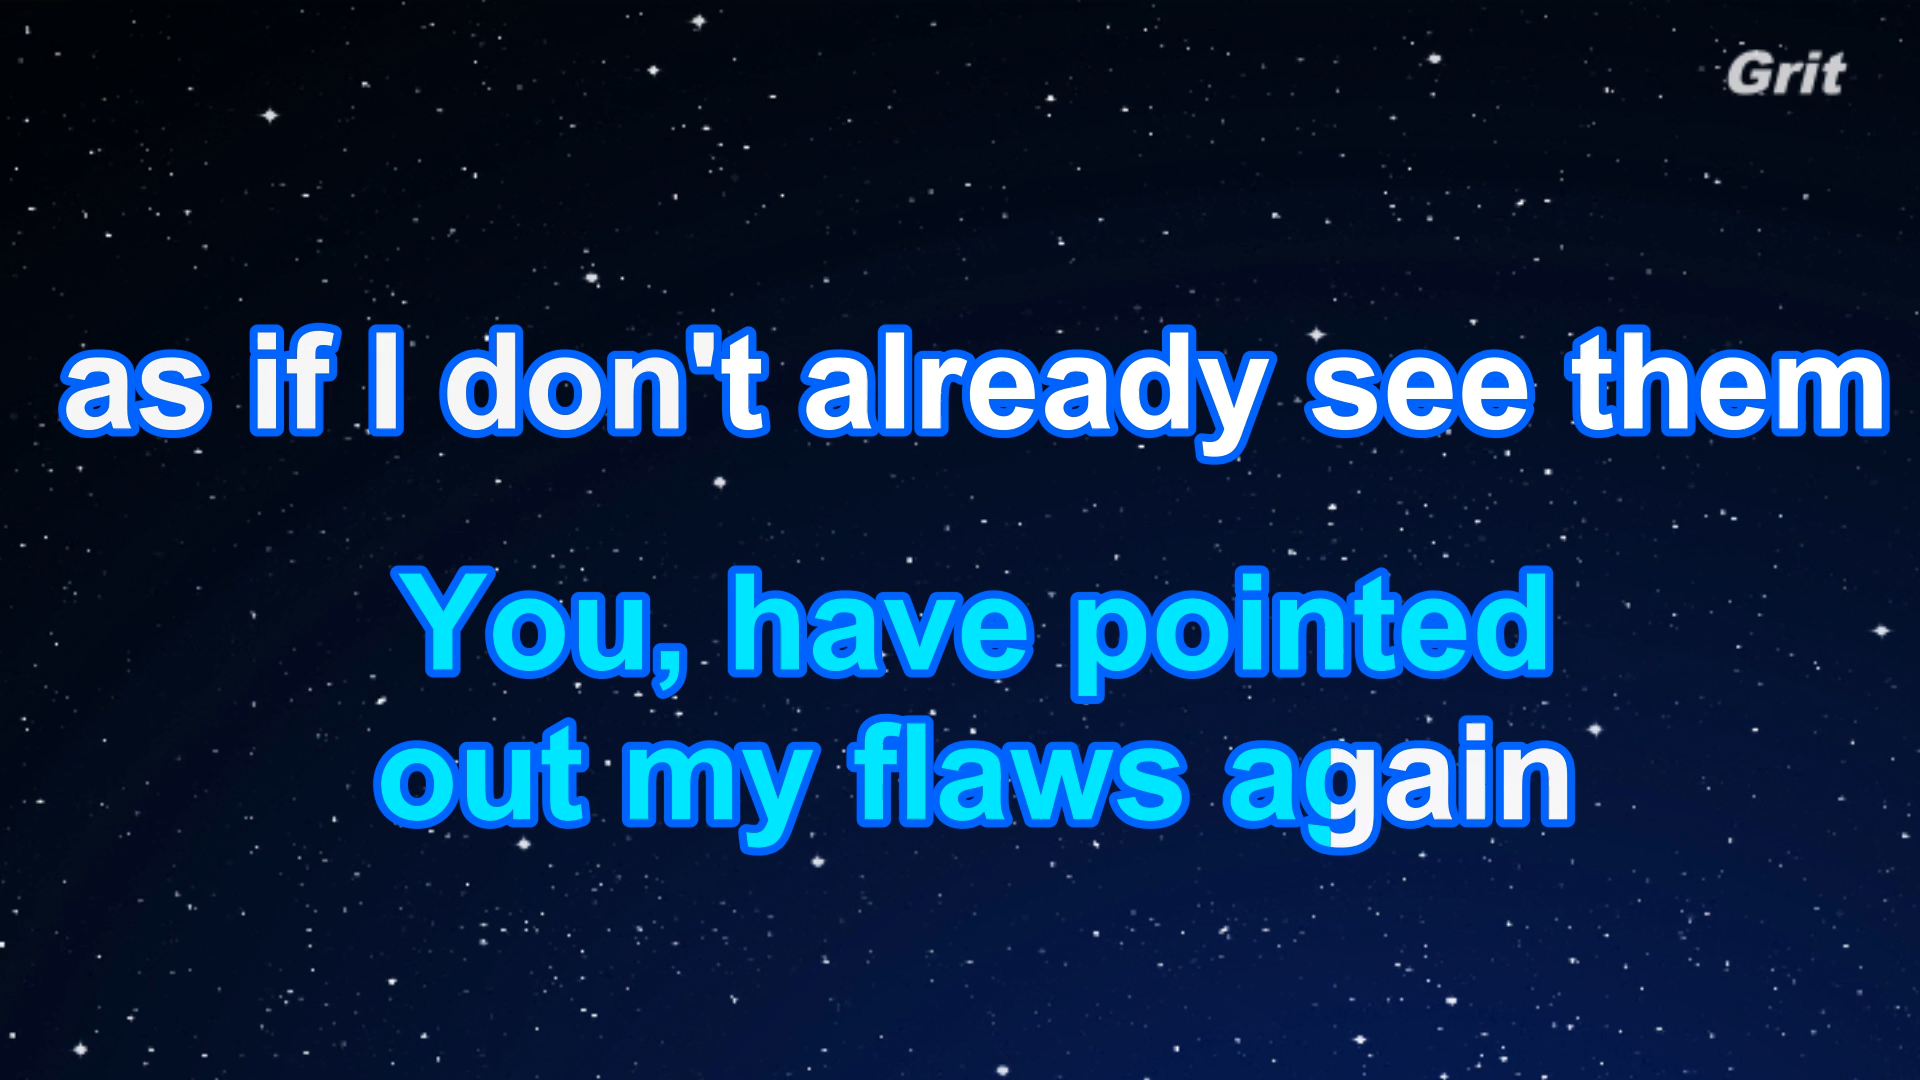 Grit
as if I don't already see them
You, have pointed
out my flaws again